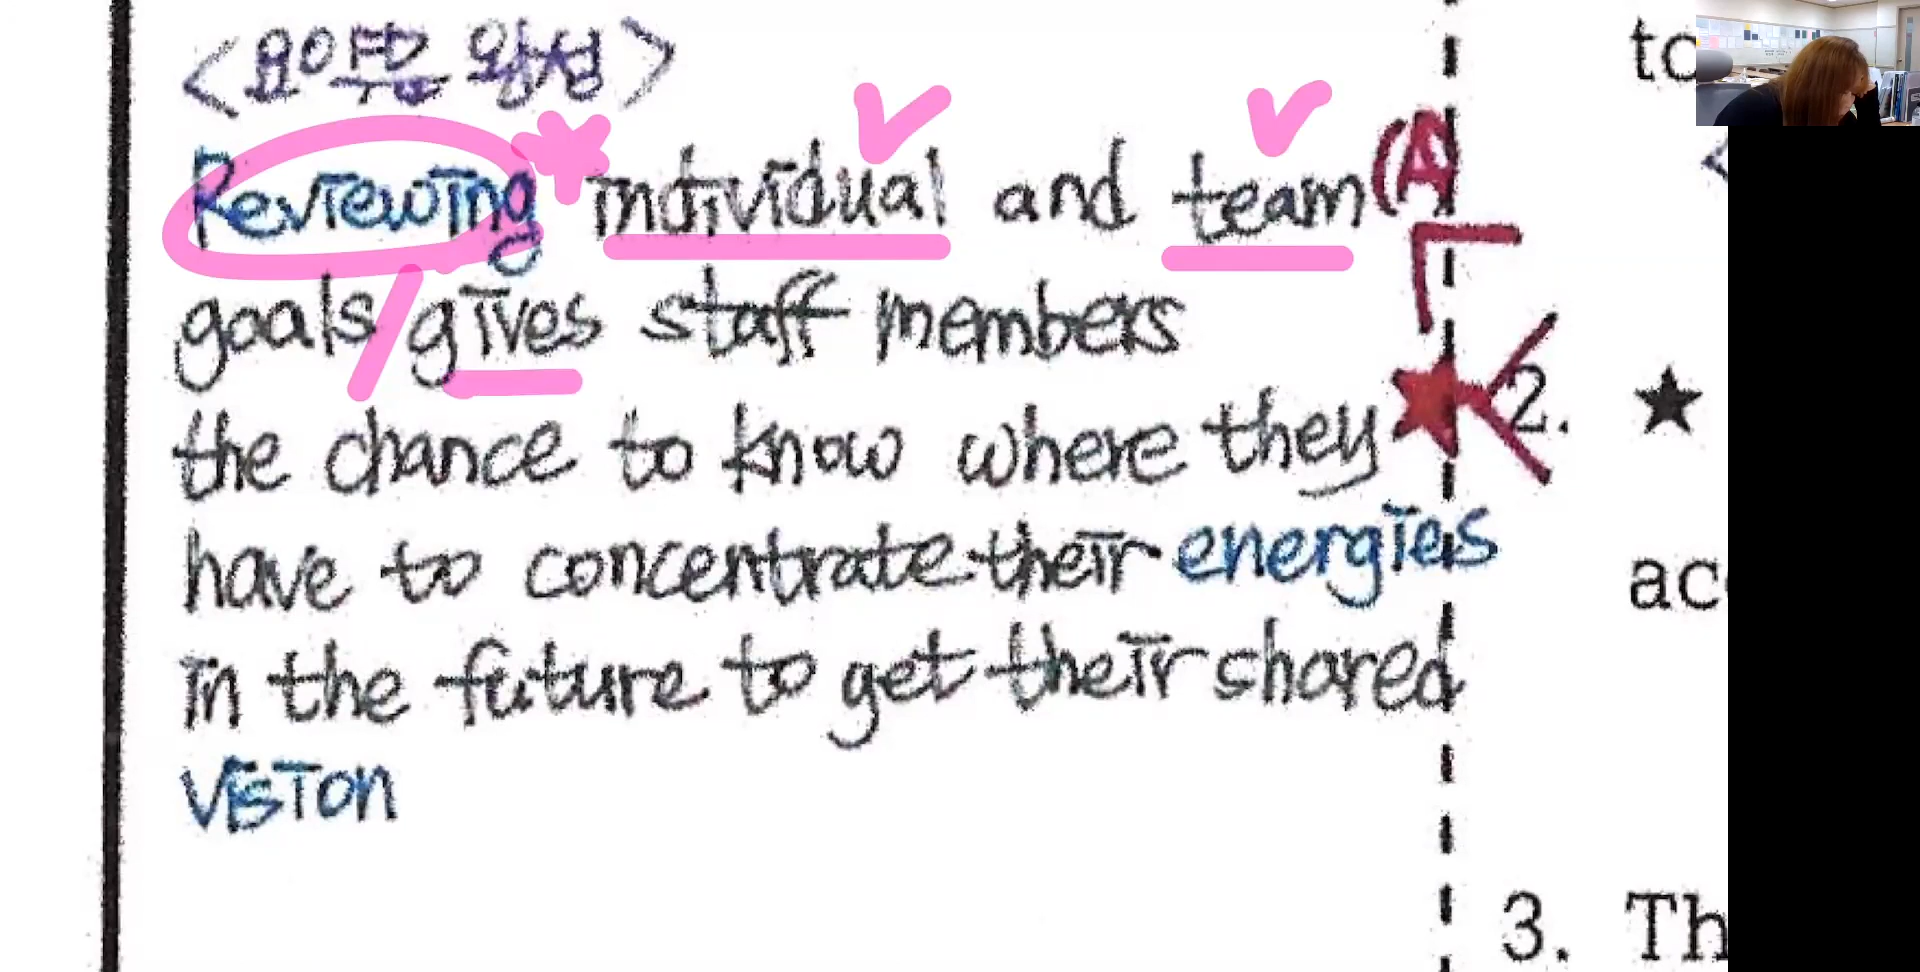 <요약문 완성>
Reviewing individual and team (A)
goals gives staff members
the chance to know where they
have to concentrate their energies
in the future to get their shared
vision
to
2. ★
ac
3. Th